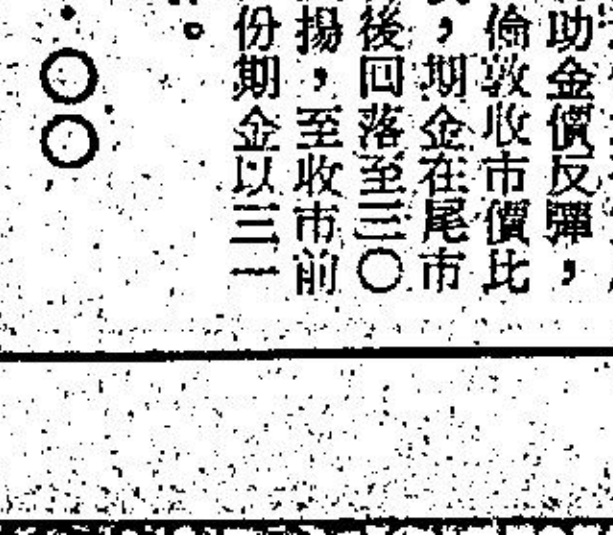 助金價反彈，
倫敦收市價比
，期金在尾市
後回落至三〇
揚，至收市前
份期金以三一
。
・〇〇